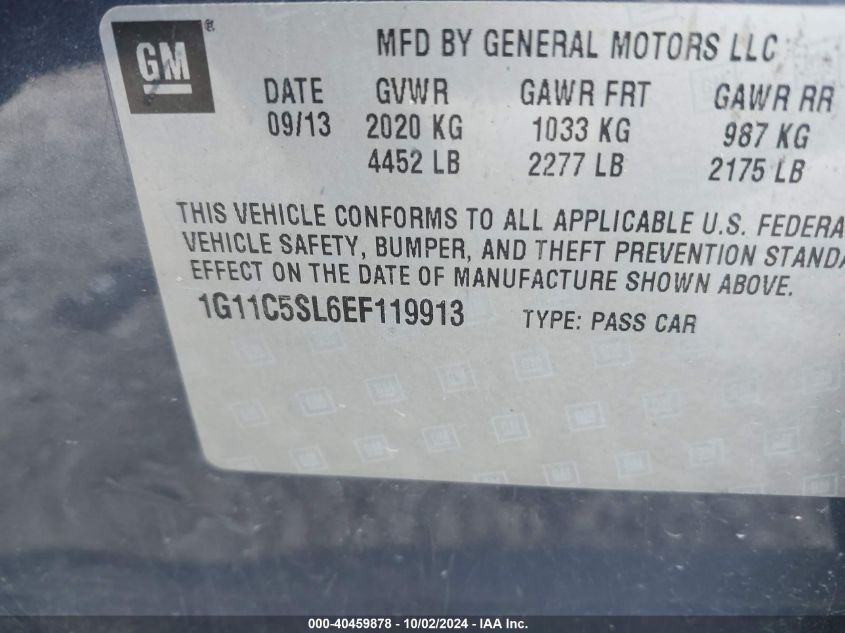 GM®
MFD BY GENERAL MOTORS LLC
DATE GVWR GAWR FRT GAWR RR
09/13 2020 KG 1033 KG 987 KG
4452 LB 2277 LB 2175 LB
THIS VEHICLE CONFORMS TO ALL APPLICABLE U.S. FEDERA
VEHICLE SAFETY, BUMPER, AND THEFT PREVENTION STANDA
EFFECT ON THE DATE OF MANUFACTURE SHOWN ABOVE.
1G11C5SL6EF119913 TYPE: PASS CAR
000-40459878 - 10/02/2024 - IAA Inc.